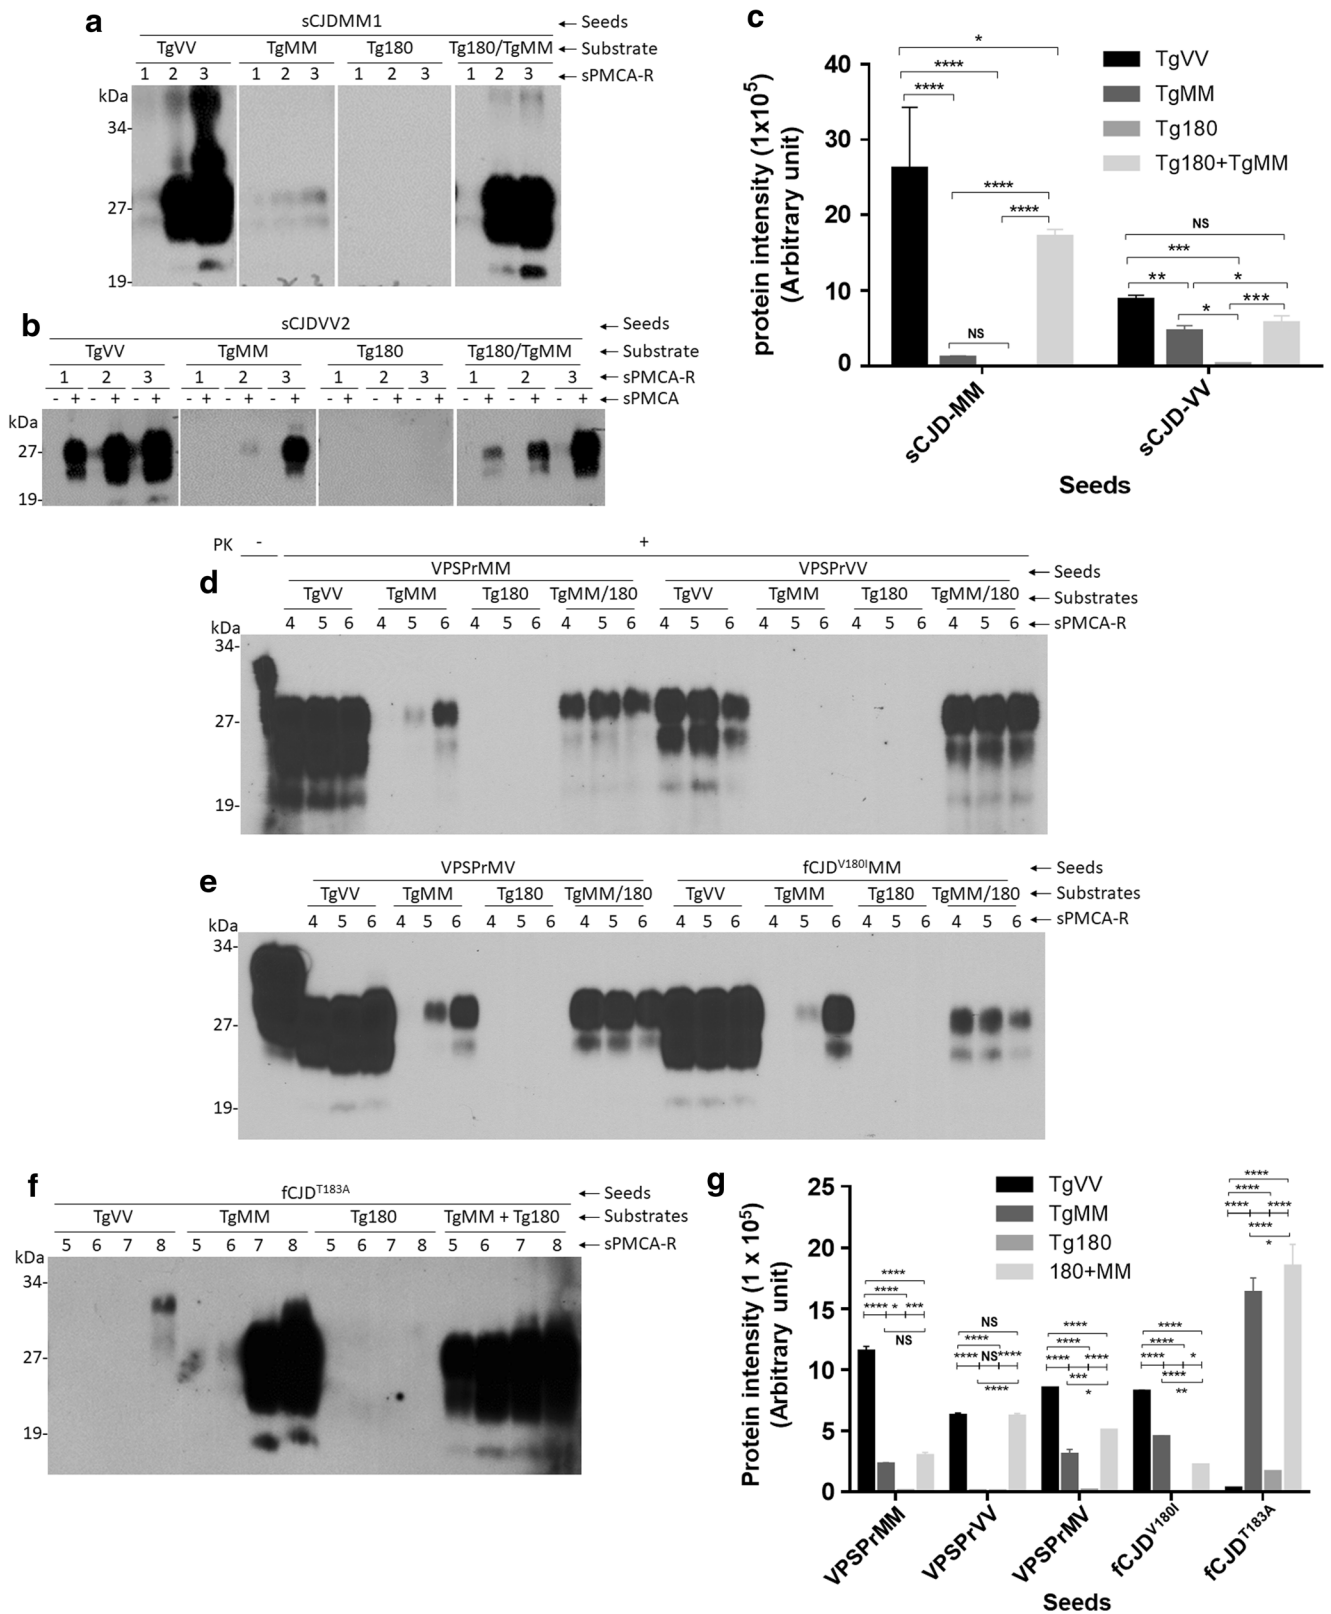 a
sCJDMM1
← Seeds
TgVV TgMM Tg180 Tg180/TgMM ← Substrate
1 2 3 1 2 3 1 2 3 1 2 3 ← sPMCA-R
kDa
34-
27-
19-
b
sCJDVV2
← Seeds
TgVV TgMM Tg180 Tg180/TgMM ← Substrate
1 2 3 1 2 3 1 2 3 1 2 3 ← sPMCA-R
- + - + - + - + - + - + - + - + - + - + - + - + ← sPMCA
kDa
27-
19-
c
protein intensity (1x10⁵)
(Arbitrary unit)
40
30
20
10
0
TgVV
TgMM
Tg180
Tg180+TgMM
*
****
****
****
****
NS
NS
***
** *
* ***
sCJD-MM
sCJD-VV
Seeds
PK - +
d
VPSPrMM VPSPrVV ← Seeds
TgVV TgMM Tg180 TgMM/180 TgVV TgMM Tg180 TgMM/180 ← Substrates
4 5 6 4 5 6 4 5 6 4 5 6 4 5 6 4 5 6 4 5 6 4 5 6 ← sPMCA-R
kDa
34-
27-
19-
e
VPSPrMV fCJDV180IMM ← Seeds
TgVV TgMM Tg180 TgMM/180 TgVV TgMM Tg180 TgMM/180 ← Substrates
4 5 6 4 5 6 4 5 6 4 5 6 4 5 6 4 5 6 4 5 6 4 5 6 ← sPMCA-R
kDa
34-
27-
19-
f
fCJDT183A ← Seeds
TgVV TgMM Tg180 TgMM + Tg180 ← Substrates
5 6 7 8 5 6 7 8 5 6 7 8 5 6 7 8 ← sPMCA-R
kDa
34-
27-
19-
g
Protein intensity (1 x 10⁵)
(Arbitrary unit)
25
20
15
10
5
0
TgVV
TgMM
Tg180
180+MM
****
****
**** * ***
NS
NS
****
**** NS ****
****
****
****
**** ****
***
*
****
****
**** *
****
**
****
****
**** ****
****
*
VPSPrMM
VPSPrVV
VPSPrMV
fCJDV180I
fCJDT183A
Seeds